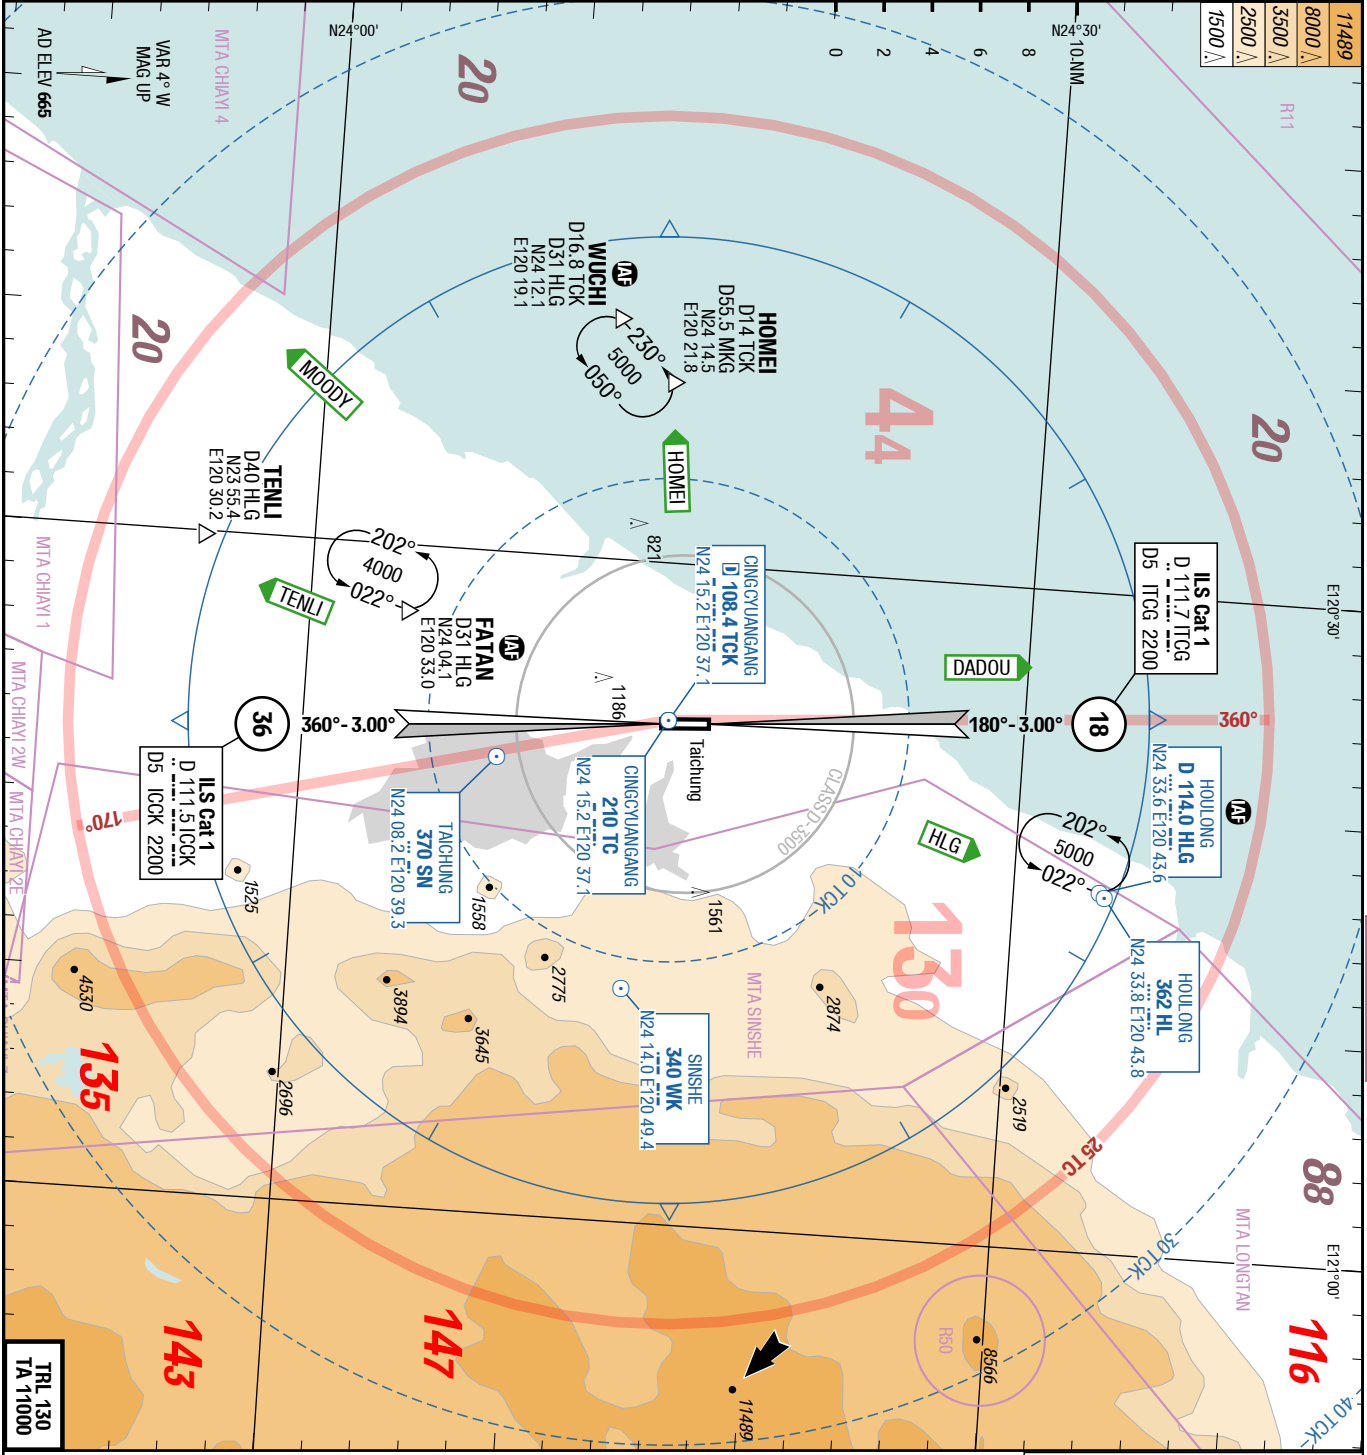 11489
8000
3500
2500
1500
N24°00'
N24°30'
10 NM
8
6
4
2
0
R11
MTA CHIAYI 4
VAR 4° W
MAG UP
AD ELEV 665
20
20
20
44
130
88
116
135
143
147
IAF
WUCHI
D16.8 TCK
D31 HLG
N24 12.1
E120 19.1
HOMEI
D14 TCK
D55.5 MKG
N24 14.5
E120 21.8
230°
5000
050°
MOODY
HOMEI
TENLI
D40 HLG
N23 55.4
E120 30.2
202°
4000
022°
TENLI
IAF
FATAN
D31 HLG
N24 04.1
E120 33.0
821
1186
CINGCYUANGANG
D 108.4 TCK
N24 15.2 E120 37.1
ILS Cat 1
D 111.7 ITCG
D5 ITCG 2200
E120°30'
DADOU
18
180°- 3.00°
360°
36
360°- 3.00°
Taichung
CLASS D-3500
ILS Cat 1
D 111.5 ICCK
D5 ICCK 2200
170°
CINGCYUANGANG
210 TC
N24 15.2 E120 37.1
TAICHUNG
370 SN
N24 08.2 E120 39.3
IAF
HOULONG
D 114.0 HLG
N24 33.6 E120 43.6
HLG
202°
5000
022°
HOULONG
362 HL
N24 33.8 E120 43.8
SINSHE
340 WK
N24 14.0 E120 49.4
10 TCK
30 TCK
40 TCK
25 TC
MTA CHIAYI 1
MTA CHIAYI 2W
MTA CHIAYI 2E
MTA SINSHE
MTA LONGTAN
R50
1525
1558
1561
4530
3894
2775
3645
2874
2696
2519
8566
11489
E121°00'
TRL 130
TA 11000